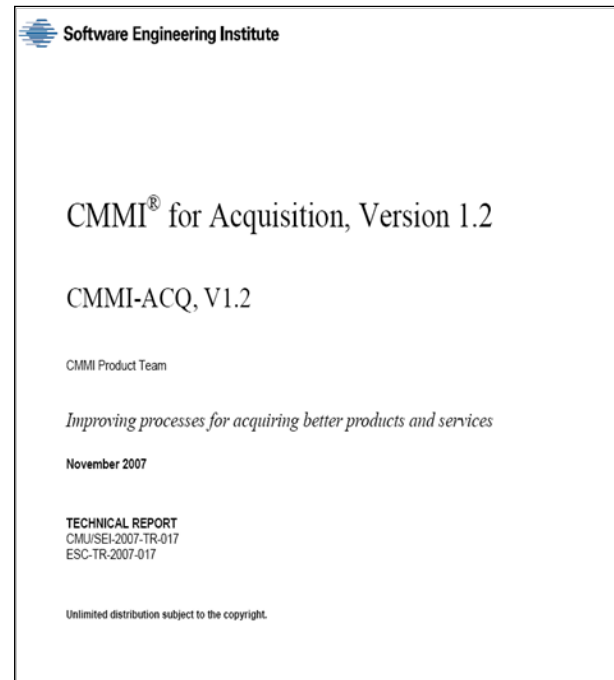 Software Engineering Institute
CMMI® for Acquisition, Version 1.2
CMMI-ACQ, V1.2
CMMI Product Team
Improving processes for acquiring better products and services
November 2007
TECHNICAL REPORT
CMU/SEI-2007-TR-017
ESC-TR-2007-017
Unlimited distribution subject to the copyright.